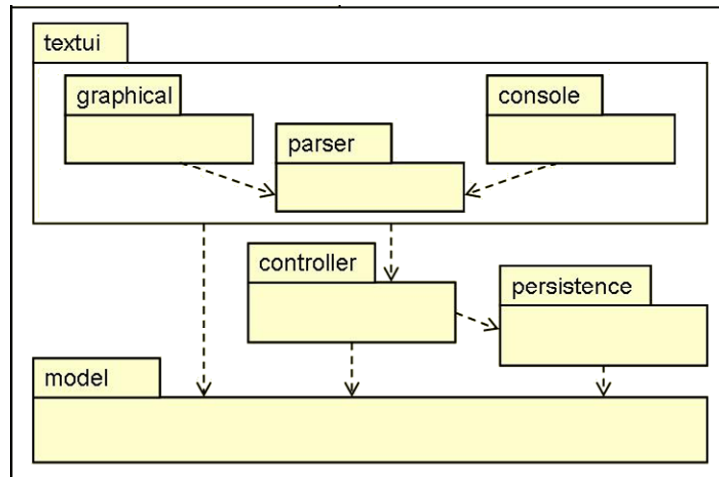 textui
graphical
console
parser
controller
persistence
model